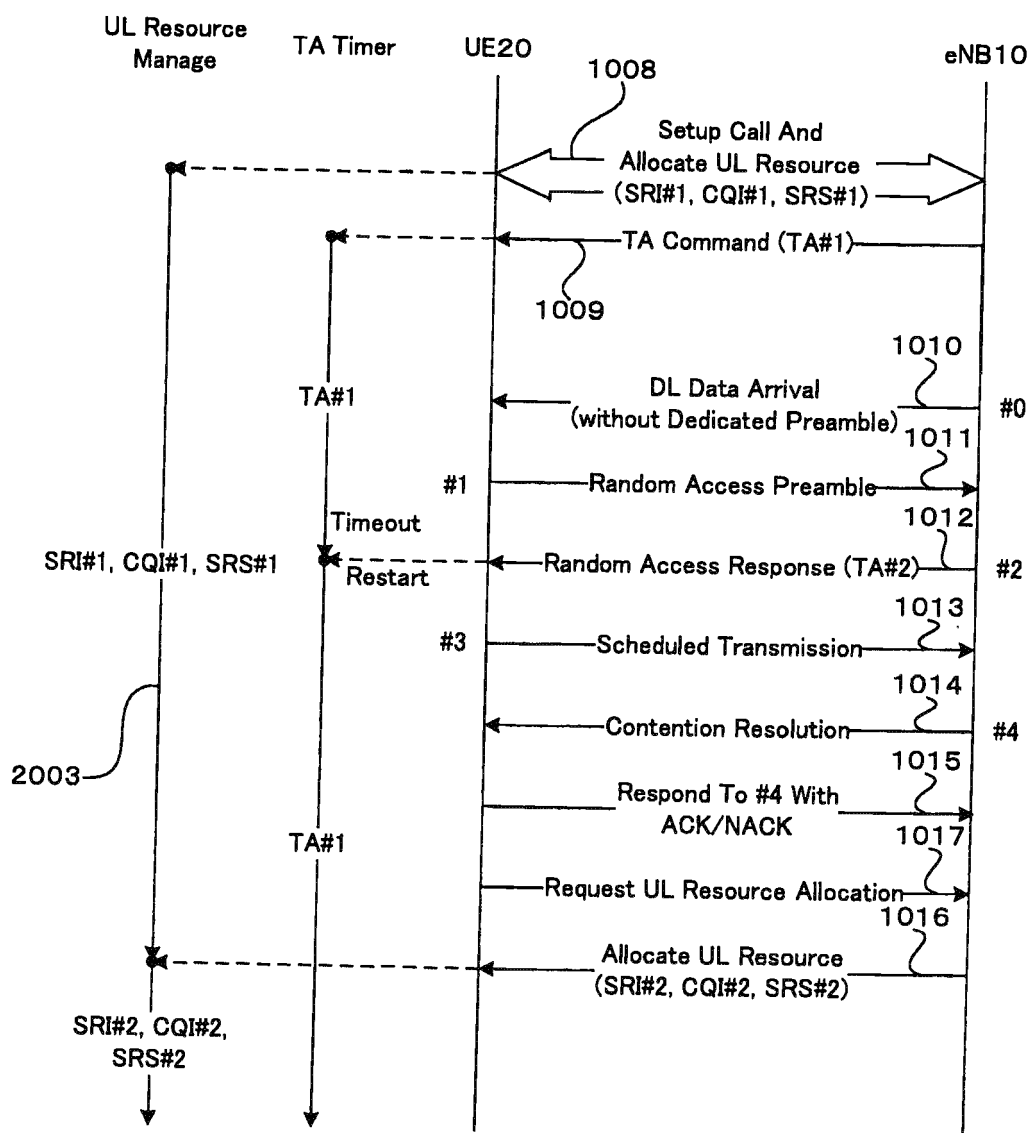 UL Resource
Manage
TA Timer
UE20
eNB10
1008
Setup Call And
Allocate UL Resource
(SRI#1, CQI#1, SRS#1)
TA Command (TA#1)
1009
1010
TA#1
DL Data Arrival
(without Dedicated Preamble)
#0
1011
#1
Random Access Preamble
1012
Timeout
SRI#1, CQI#1, SRS#1
Restart
Random Access Response (TA#2)
#2
1013
#3
Scheduled Transmission
1014
Contention Resolution
#4
2003
1015
Respond To #4 With
ACK/NACK
TA#1
1017
Request UL Resource Allocation
1016
Allocate UL Resource
(SRI#2, CQI#2, SRS#2)
SRI#2, CQI#2,
SRS#2